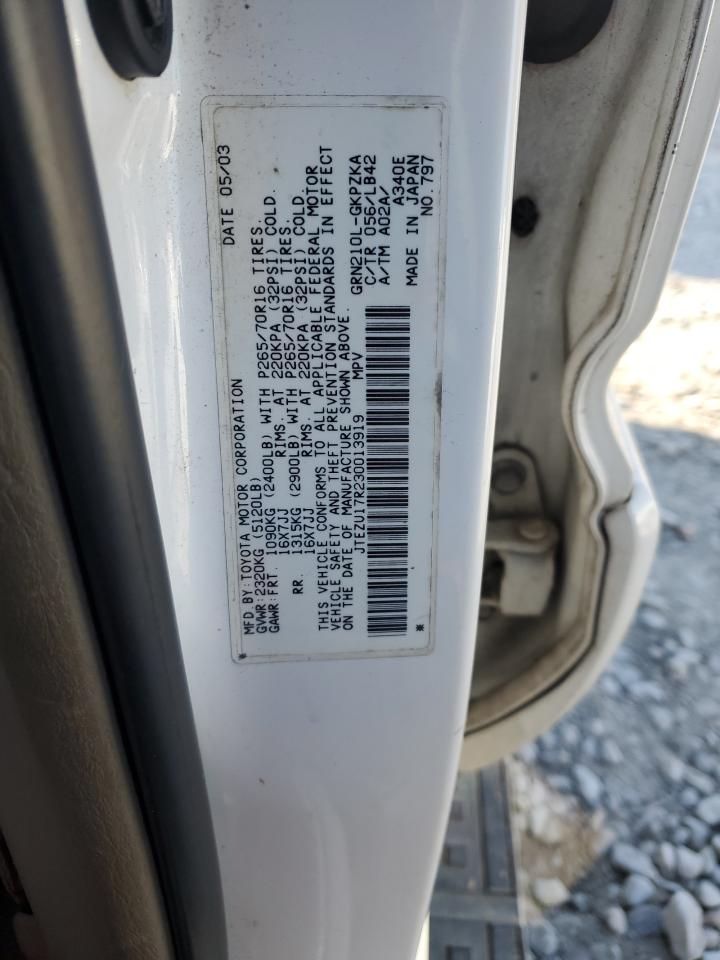 MFD.BY:TOYOTA MOTOR CORPORATION DATE 05/03
GVWR:2320KG (5120LB)
GAWR:FRT. 1090KG (2400LB) WITH P265/70R16 TIRES.
16X7JJ RIMS. AT 220KPA (32PSI) COLD.
RR. 1315KG (2900LB) WITH P265/70R16 TIRES.
16X7JJ RIMS. AT 220KPA (32PSI) COLD.
THIS VEHICLE CONFORMS TO ALL APPLICABLE FEDERAL MOTOR
VEHICLE SAFETY AND THEFT PREVENTION STANDARDS IN EFFECT
ON THE DATE OF MANUFACTURE SHOWN ABOVE.
JTEZU17R230013919 MPV GRN210L-GKPZKA
C/TR 056/LB42
A/TM A02A/
A340E
MADE IN JAPAN
NO.797